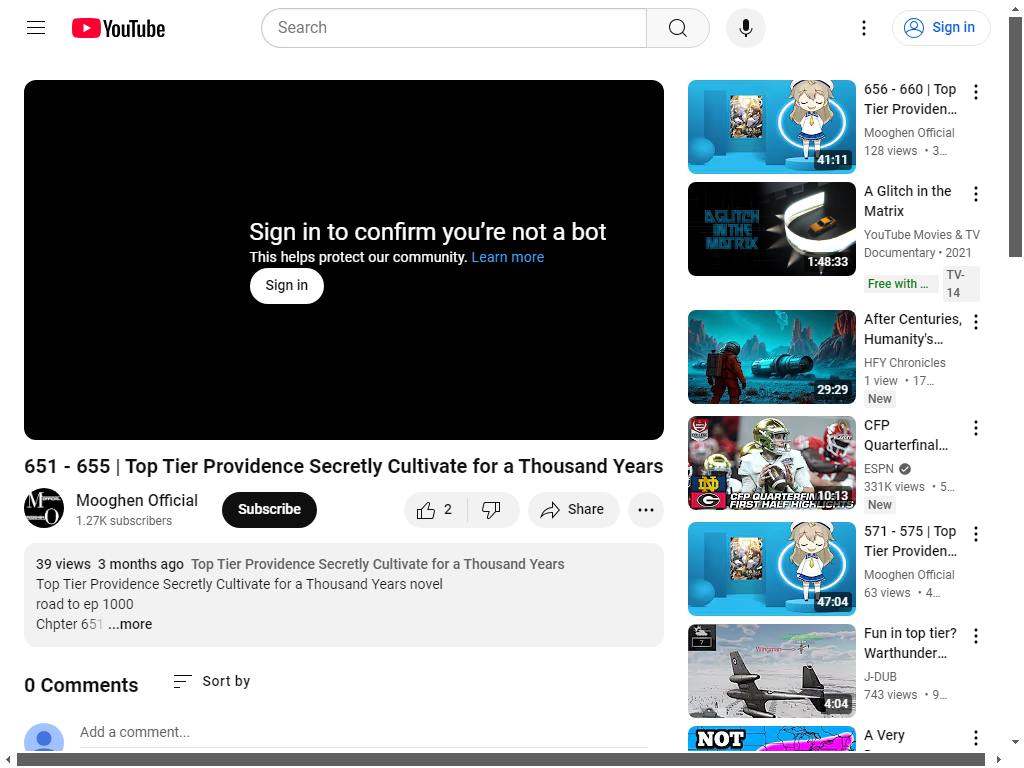 YouTube
Search
Sign in
Sign in to confirm you’re not a bot
This helps protect our community. Learn more
Sign in
651 - 655 | Top Tier Providence Secretly Cultivate for a Thousand Years
Mooghen Official
1.27K subscribers
Subscribe
2
Share
39 views 3 months ago Top Tier Providence Secretly Cultivate for a Thousand Years
Top Tier Providence Secretly Cultivate for a Thousand Years novel
road to ep 1000
Chpter 651 ...more
0 Comments
Sort by
Add a comment...
41:11
656 - 660 | Top
Tier Providen...
Mooghen Official
128 views • 3...
A GLITCH
IN THE
MATRIX
1:48:33
A Glitch in the
Matrix
YouTube Movies & TV
Documentary • 2021
Free with ...
TV-
14
29:29
After Centuries,
Humanity's...
HFY Chronicles
1 view • 17...
New
CFP QUARTERFINAL
FIRST HALF HIGHLIGHTS
10:13
CFP
Quarterfinal...
ESPN
331K views • 5...
New
47:04
571 - 575 | Top
Tier Providen...
Mooghen Official
63 views • 4...
7
Wingman
4:04
Fun in top tier?
Warthunder...
J-DUB
743 views • 9...
NOT
A Very